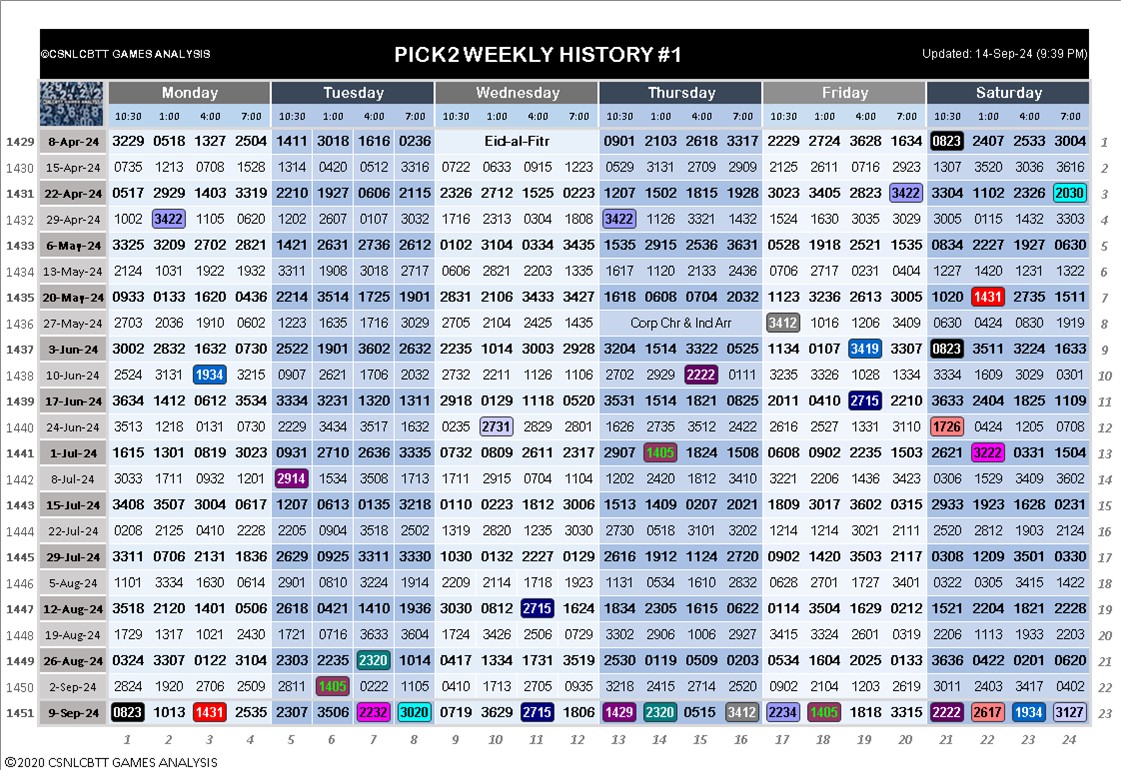 ©CSNLCBTT GAMES ANALYSIS PICK2 WEEKLY HISTORY #1 Updated: 14-Sep-24 (9:39 PM)
Monday Tuesday Wednesday Thursday Friday Saturday
10:30 1:00 4:00 7:00 10:30 1:00 4:00 7:00 10:30 1:00 4:00 7:00 10:30 1:00 4:00 7:00 10:30 1:00 4:00 7:00 10:30 1:00 4:00 7:00
1429 8-Apr-24 3229 0518 1327 2504 1411 3018 1616 0236 Eid-al-Fitr 0901 2103 2618 3317 2229 2724 3628 1634 0823 2407 2533 3004 1
1430 15-Apr-24 0735 1213 0708 1528 1314 0420 0512 3316 0722 0633 0915 1223 0529 3131 2709 2909 2125 2611 0716 2923 1307 3520 3036 3616 2
1431 22-Apr-24 0517 2929 1403 3319 2210 1927 0606 2115 2326 2712 1525 0223 1207 1502 1815 1928 3023 3405 2823 3422 3304 1102 2326 2030 3
1432 29-Apr-24 1002 3422 1105 0620 1202 2607 0107 3032 1716 2313 0304 1808 3422 1126 3321 1432 1524 1630 3035 3029 3005 0115 1432 3303 4
1433 6-May-24 3325 3209 2702 2821 1421 2631 2736 2612 0102 3104 0334 3435 1535 2915 2536 3631 0528 1918 2521 1535 0834 2227 1927 0630 5
1434 13-May-24 2124 1031 1922 1932 3311 1908 3018 2717 0606 2821 2203 1335 1617 1120 2133 2436 0706 2717 0231 0404 1227 1420 1231 1322 6
1435 20-May-24 0933 0133 1620 0436 2214 3514 1725 1901 2831 2106 3433 3427 1618 0608 0704 2032 1123 3236 2613 3005 1020 1431 2735 1511 7
1436 27-May-24 2703 2036 1910 0602 1223 1635 1716 3029 2705 2104 2425 1435 Corp Chr & Ind Arr 3412 1016 1206 3409 0630 0424 0830 1919 8
1437 3-Jun-24 3002 2832 1632 0730 2522 1901 3602 2632 2235 1014 3003 2928 3204 1514 3322 0525 1134 0107 3419 3307 0823 3511 3224 1633 9
1438 10-Jun-24 2524 3131 1934 3215 0907 2621 1706 2032 2732 2211 1126 1106 2702 2929 2222 0111 3235 3326 1028 134 3334 1609 3029 0301 10
1439 17-Jun-24 3634 1412 0612 3534 3334 3231 1320 1311 2918 0129 1118 0520 3531 1514 1821 0825 2011 0410 2715 2210 3633 2404 1825 1109 11
1440 24-Jun-24 3513 1218 0131 0730 2229 3434 3517 1632 0235 2731 2829 2801 1626 2735 3512 2422 2616 2527 1331 3110 1726 0424 1205 0708 12
1441 1-Jul-24 1615 1301 0819 3023 0931 2710 2636 3335 0732 0809 2611 2317 2907 1405 1824 1508 0608 0902 2235 1503 2621 3222 0331 1504 13
1442 8-Jul-24 3033 1711 0932 1201 2914 1534 3508 1713 1711 2915 0704 1104 1202 2420 1812 3410 3221 2206 1436 3423 0306 1529 3409 3602 14
1443 15-Jul-24 3408 3507 3004 0617 1207 0613 0135 3218 0110 0223 1812 3006 1513 1409 0207 2021 1809 3017 3602 0315 2933 1923 1628 0231 15
1444 22-Jul-24 0208 2125 0410 2228 2205 0904 3518 2502 1319 2820 1235 3030 2730 0518 3101 3202 1214 1214 3021 2111 2520 2812 1903 2124 16
1445 29-Jul-24 3311 0706 2131 1836 2629 0925 3311 3330 1030 0132 2227 0129 2616 1912 1124 2720 0902 1420 3503 2117 0308 1209 3501 0330 17
1446 5-Aug-24 1101 3334 1630 0614 2901 0810 3224 1914 2209 2114 1718 1923 1131 0534 1610 2832 0628 2701 1727 3401 0322 0305 3415 1422 18
1447 12-Aug-24 3518 2120 1401 0506 2618 0421 1410 1936 3030 0812 2715 1624 1834 2305 1615 0622 0114 3504 1629 0212 1521 2204 1821 2228 19
1448 19-Aug-24 1729 1317 1021 2430 1721 0716 3633 3604 1724 3426 2506 0729 3302 2906 1006 2927 3415 3324 2601 0319 2206 1113 1933 2203 20
1449 26-Aug-24 0324 3307 0122 3104 2303 2235 2320 1014 0417 1334 1731 3519 2530 0119 0509 0203 0534 1604 2025 0133 3636 0422 0201 0620 21
1450 2-Sep-24 2824 1920 2706 2509 2811 1405 0222 1105 0410 1713 2705 0935 3218 2415 2714 2520 0902 2104 1203 2619 3011 2403 3417 0402 22
1451 9-Sep-24 0823 1013 1431 2535 2307 3506 2232 3020 0719 3629 2715 1806 1429 2320 0515 3412 2234 1405 1818 3315 2222 2617 1934 3127 23
1 2 3 4 5 6 7 8 9 10 11 12 13 14 15 16 17 18 19 20 21 22 23 24
©2020 CSNLCBTT GAMES ANALYSIS